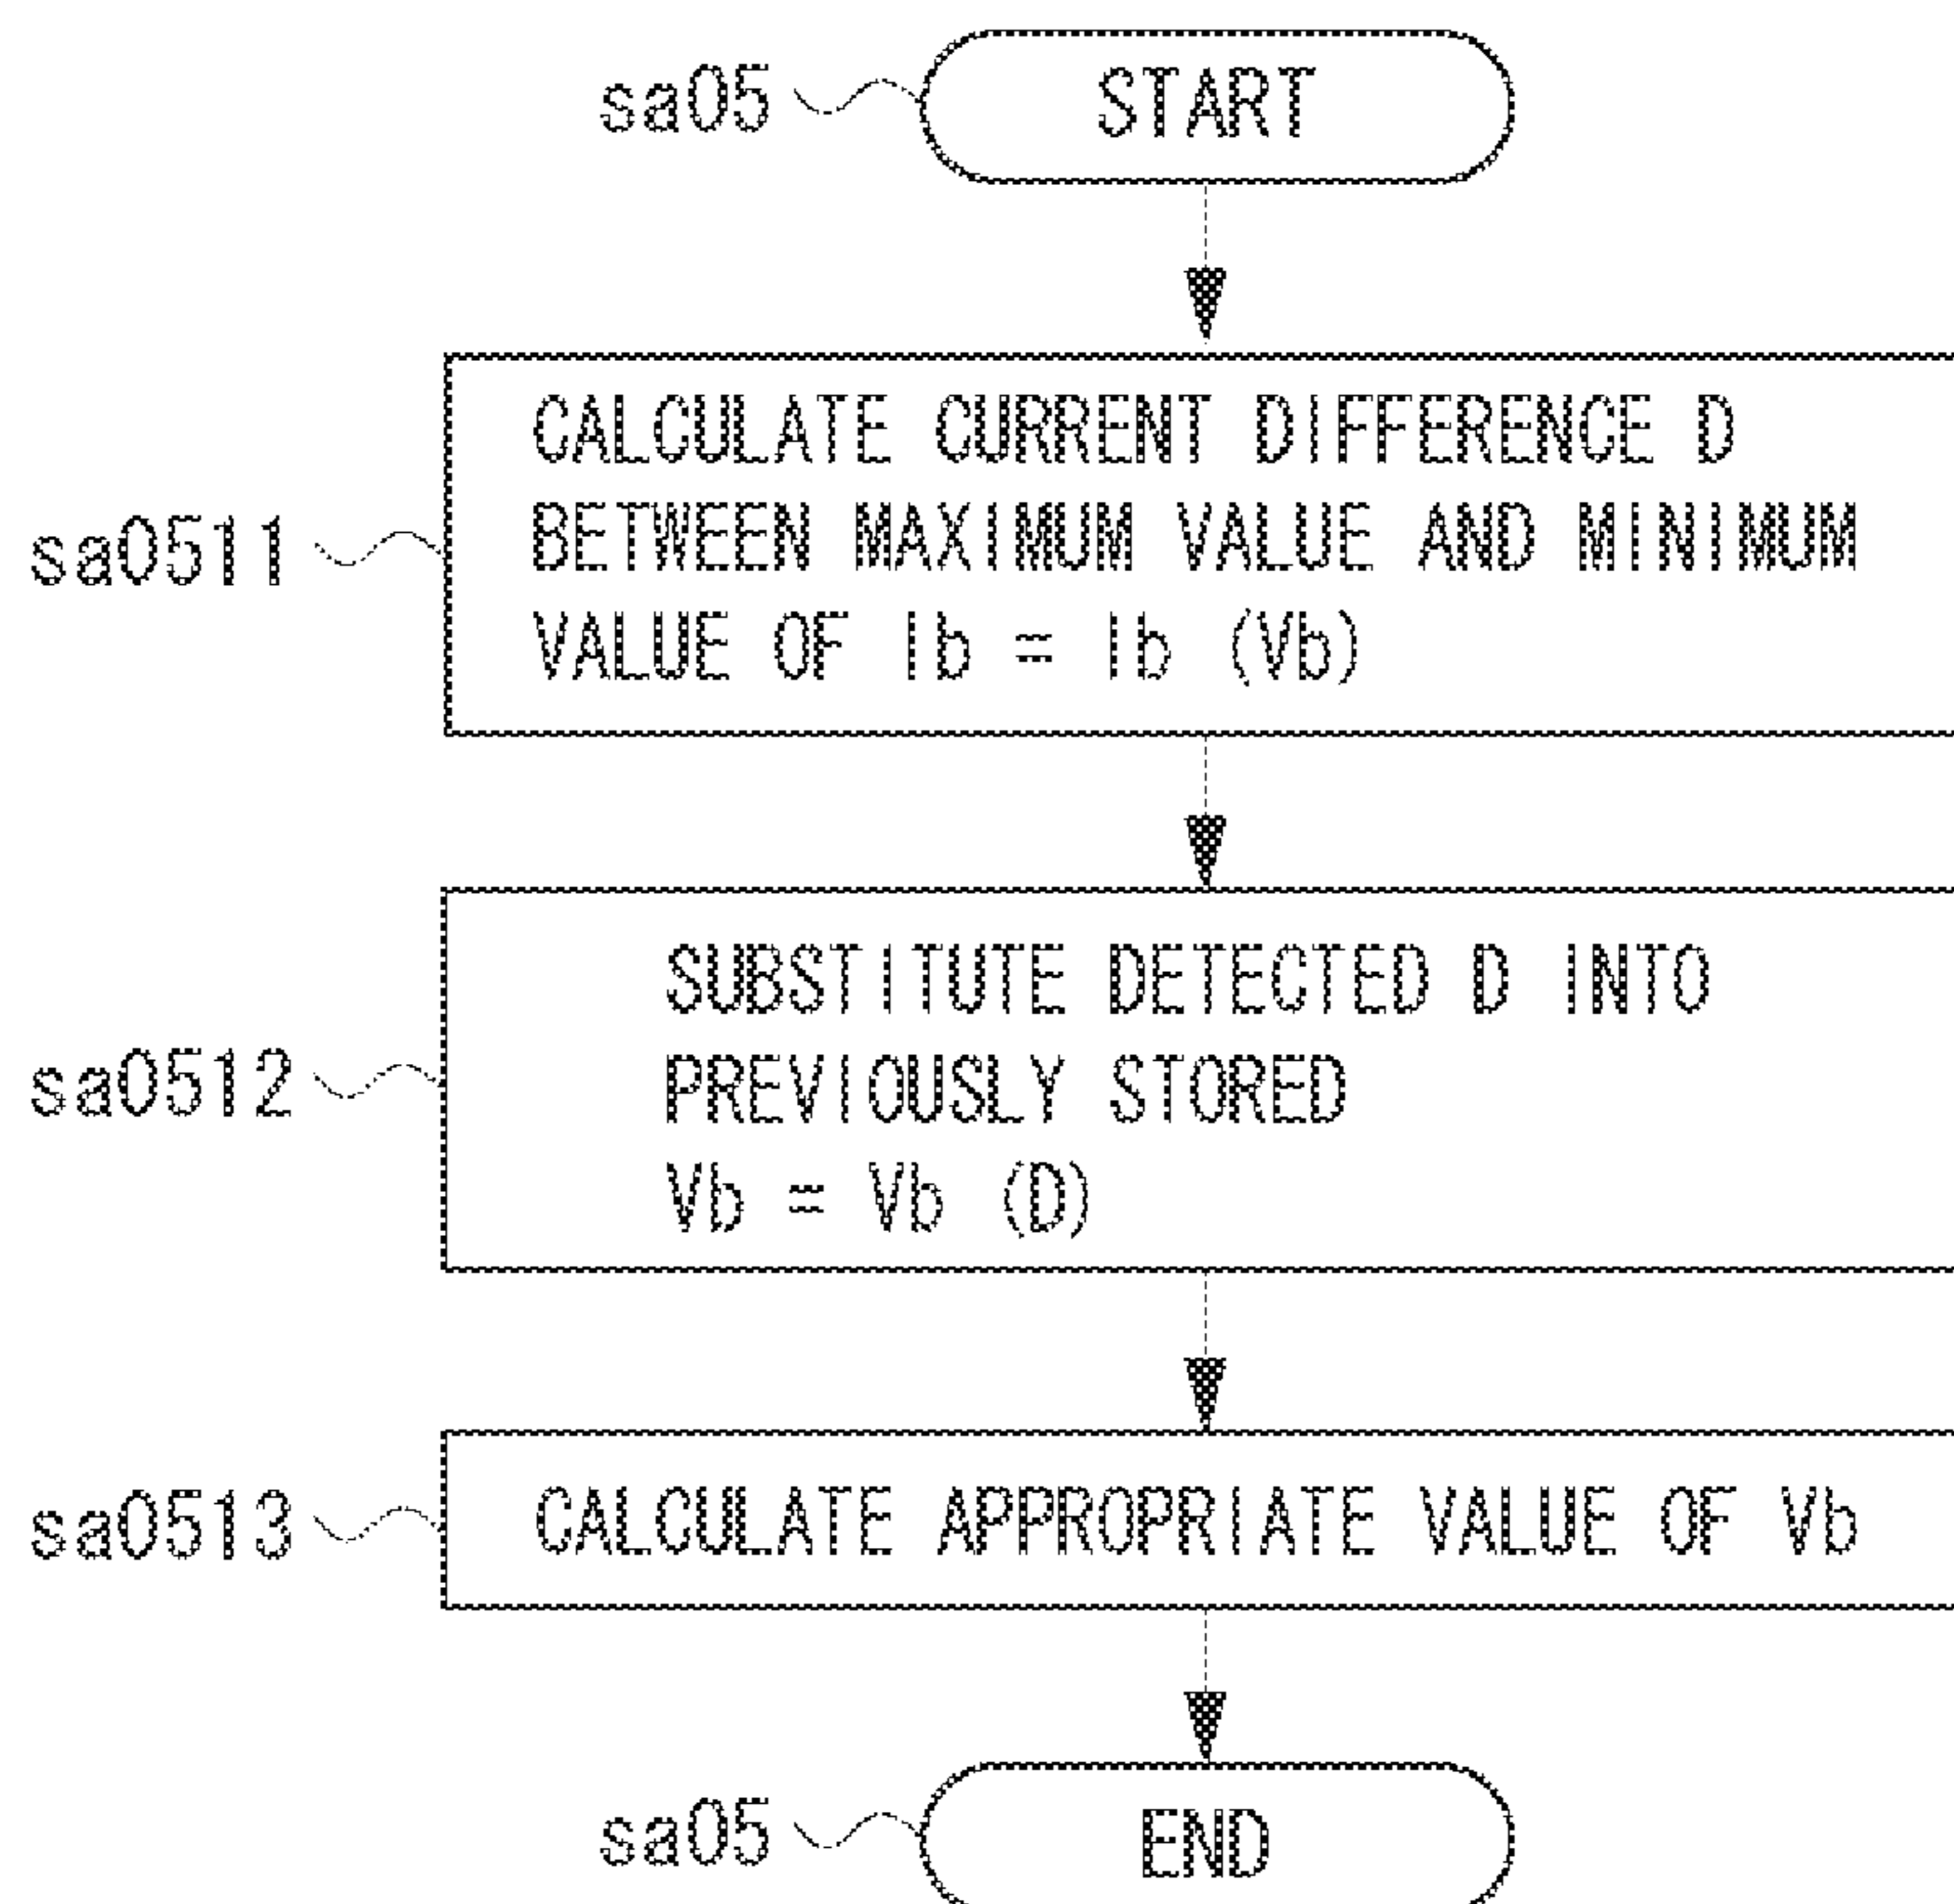 sa05 START
CALCULATE CURRENT DIFFERENCE D
sa0511 BETWEEN MAXIMUM VALUE AND MINIMUM
VALUE OF Ib = Ib (Vb)
SUBSTITUTE DETECTED D INTO
sa0512 PREVIOUSLY STORED
Vb = Vb (D)
sa0513 CALCULATE APPROPRIATE VALUE OF Vb
sa05 END